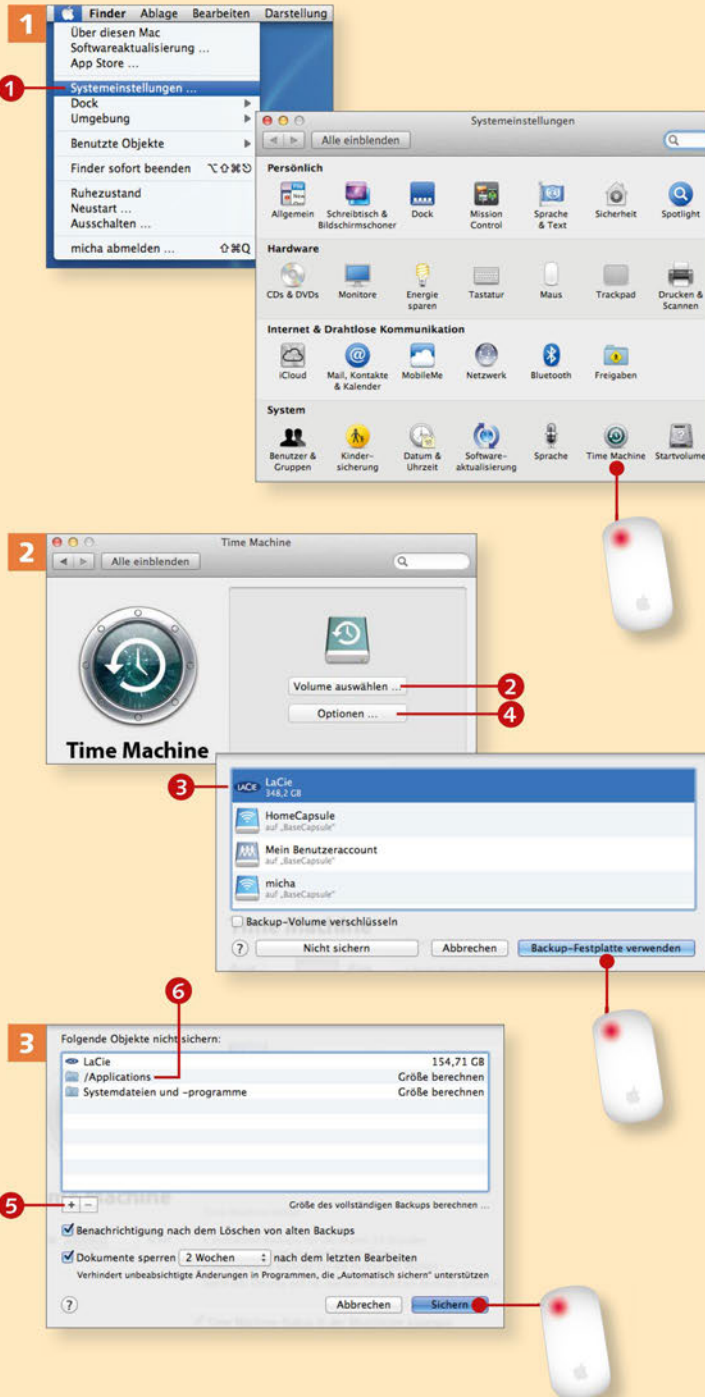 1
Finder Ablage Bearbeiten Darstellung
Über diesen Mac
Softwareaktualisierung ...
App Store ...
1
Systemeinstellungen ...
Dock
Umgebung
Benutzte Objekte
Finder sofort beenden ⌥⇧⌘⎋
Ruhezustand
Neustart ...
Ausschalten ...
micha abmelden ... ⇧⌘Q
Systemeinstellungen
Alle einblenden
Persönlich
Allgemein
Schreibtisch &
Bildschirmschoner
Dock
Mission
Control
Sprache
& Text
Sicherheit
Spotlight
Hardware
CDs & DVDs
Monitore
Energie
sparen
Tastatur
Maus
Trackpad
Drucken &
Scannen
Internet & Drahtlose Kommunikation
iCloud
Mail, Kontakte
& Kalender
MobileMe
Netzwerk
Bluetooth
Freigaben
System
Benutzer &
Gruppen
Kinder-
sicherung
Datum &
Uhrzeit
Software-
aktualisierung
Sprache
Time Machine
Startvolume
2
Time Machine
Alle einblenden
Volume auswählen ...
2
Optionen ...
4
Time Machine
3
LaCie
LaCie
348,2 GB
HomeCapsule
auf „BaseCapsule“
Mein Benutzeraccount
auf „BaseCapsule“
micha
auf „BaseCapsule“
Backup-Volume verschlüsseln
? Nicht sichern Abbrechen Backup-Festplatte verwenden
6
3
Folgende Objekte nicht sichern:
LaCie 154,71 GB
/Applications Größe berechnen
Systemdateien und -programme Größe berechnen
5
+ -
Größe des vollständigen Backups berechnen ...
Benachrichtigung nach dem Löschen von alten Backups
Dokumente sperren 2 Wochen nach dem letzten Bearbeiten
Verhindert unbeabsichtigte Änderungen in Programmen, die „Automatisch sichern“ unterstützen
? Abbrechen Sichern